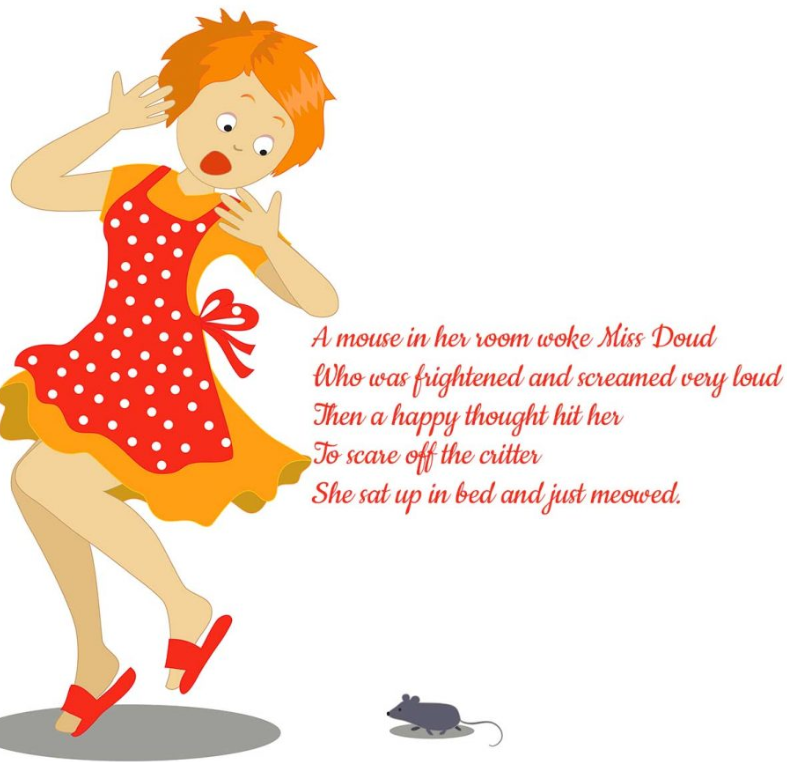 A mouse in her room woke Miss Doud
Who was frightened and screamed very loud
Then a happy thought hit her
To scare off the critter
She sat up in bed and just meowed.